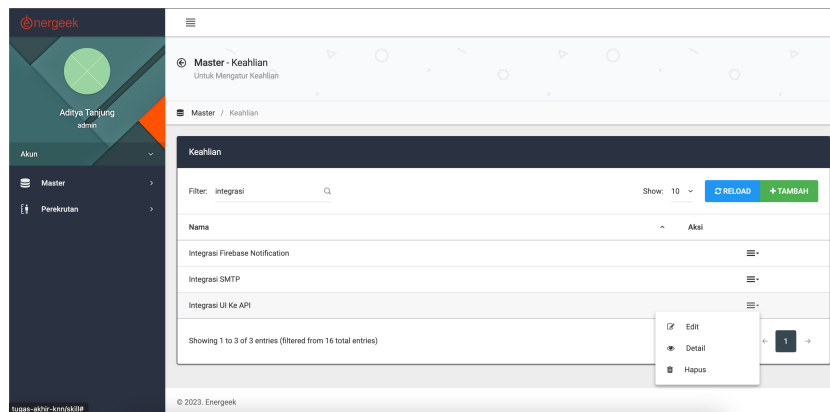 energeek
Master - Keahlian
Untuk Mengatur Keahlian
Aditya Tanjung
admin
Master / Keahlian
Akun
Keahlian
Master
Perekrutan
Filter: integrasi
Show: 10
RELOAD
+ TAMBAH
Nama
Aksi
Integrasi Firebase Notification
Integrasi SMTP
Integrasi UI Ke API
Edit
Detail
Hapus
Showing 1 to 3 of 3 entries (filtered from 16 total entries)
← 1 →
© 2023. Energeek
tugas-akhir-knn/skill#